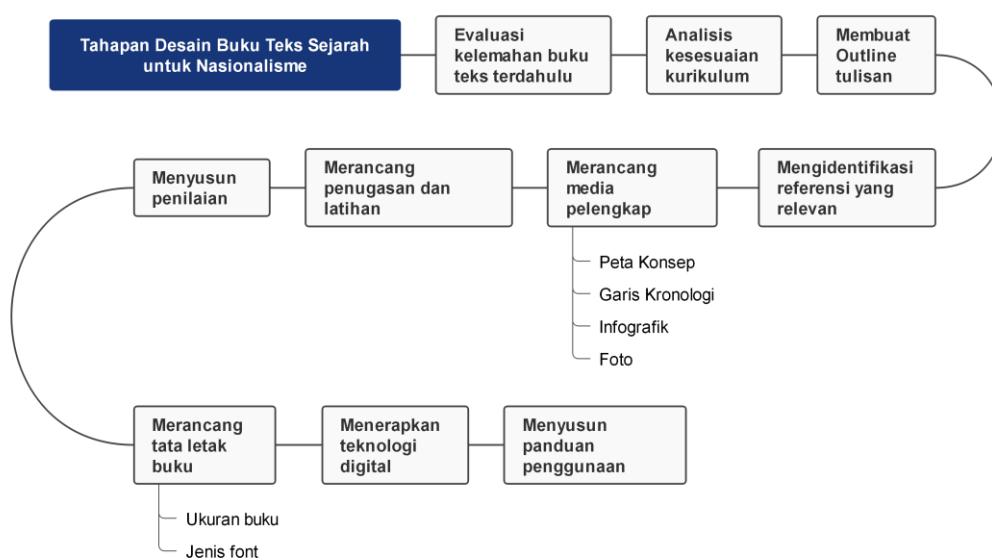 Tahapan Desain Buku Teks Sejarah
untuk Nasionalisme
Evaluasi
kelemahan buku
teks terdahulu
Analisis
kesesuaian
kurikulum
Membuat
Outline
tulisan
Mengidentifikasi
referensi yang
relevan
Merancang
media
pelengkap
Peta Konsep
Garis Kronologi
Infografik
Foto
Merancang
penugasan dan
latihan
Menyusun
penilaian
Merancang
tata letak
buku
Ukuran buku
Jenis font
Menerapkan
teknologi
digital
Menyusun
panduan
penggunaan